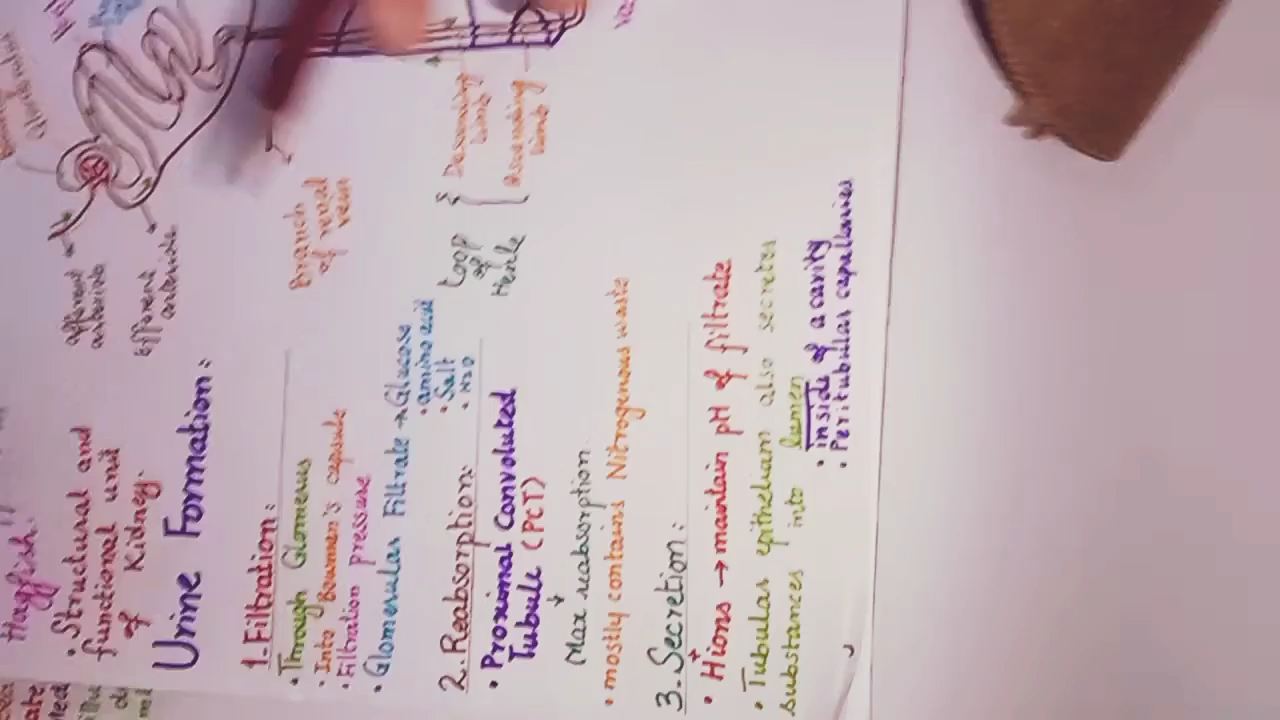 Hagfish"
• Structural and
functional unit
of Kidney.
afferent
arteriole
Efferent
arteriole
Urine Formation:
1. Filtration:
• Through Glomerus
• Into Bowman's capsule
• Filtration pressure
• Glomerular Filtrate → Glucose
• amino acid
• Salt
• H2O
Branch
of renal
vein
2. Reabsorption:
• Proximal Convoluted
Tubule (PCT)
↓
(Max reabsorption
• mostly contains Nitrogenous waste
Loop
of
Henle
Descending
limb
Ascending
limb
3. Secretion:
• H+ions → maintain pH of filtrate
• Tubular epithelium also secretes
substances into lumen
• inside of a cavity
• Peritubular capillaries